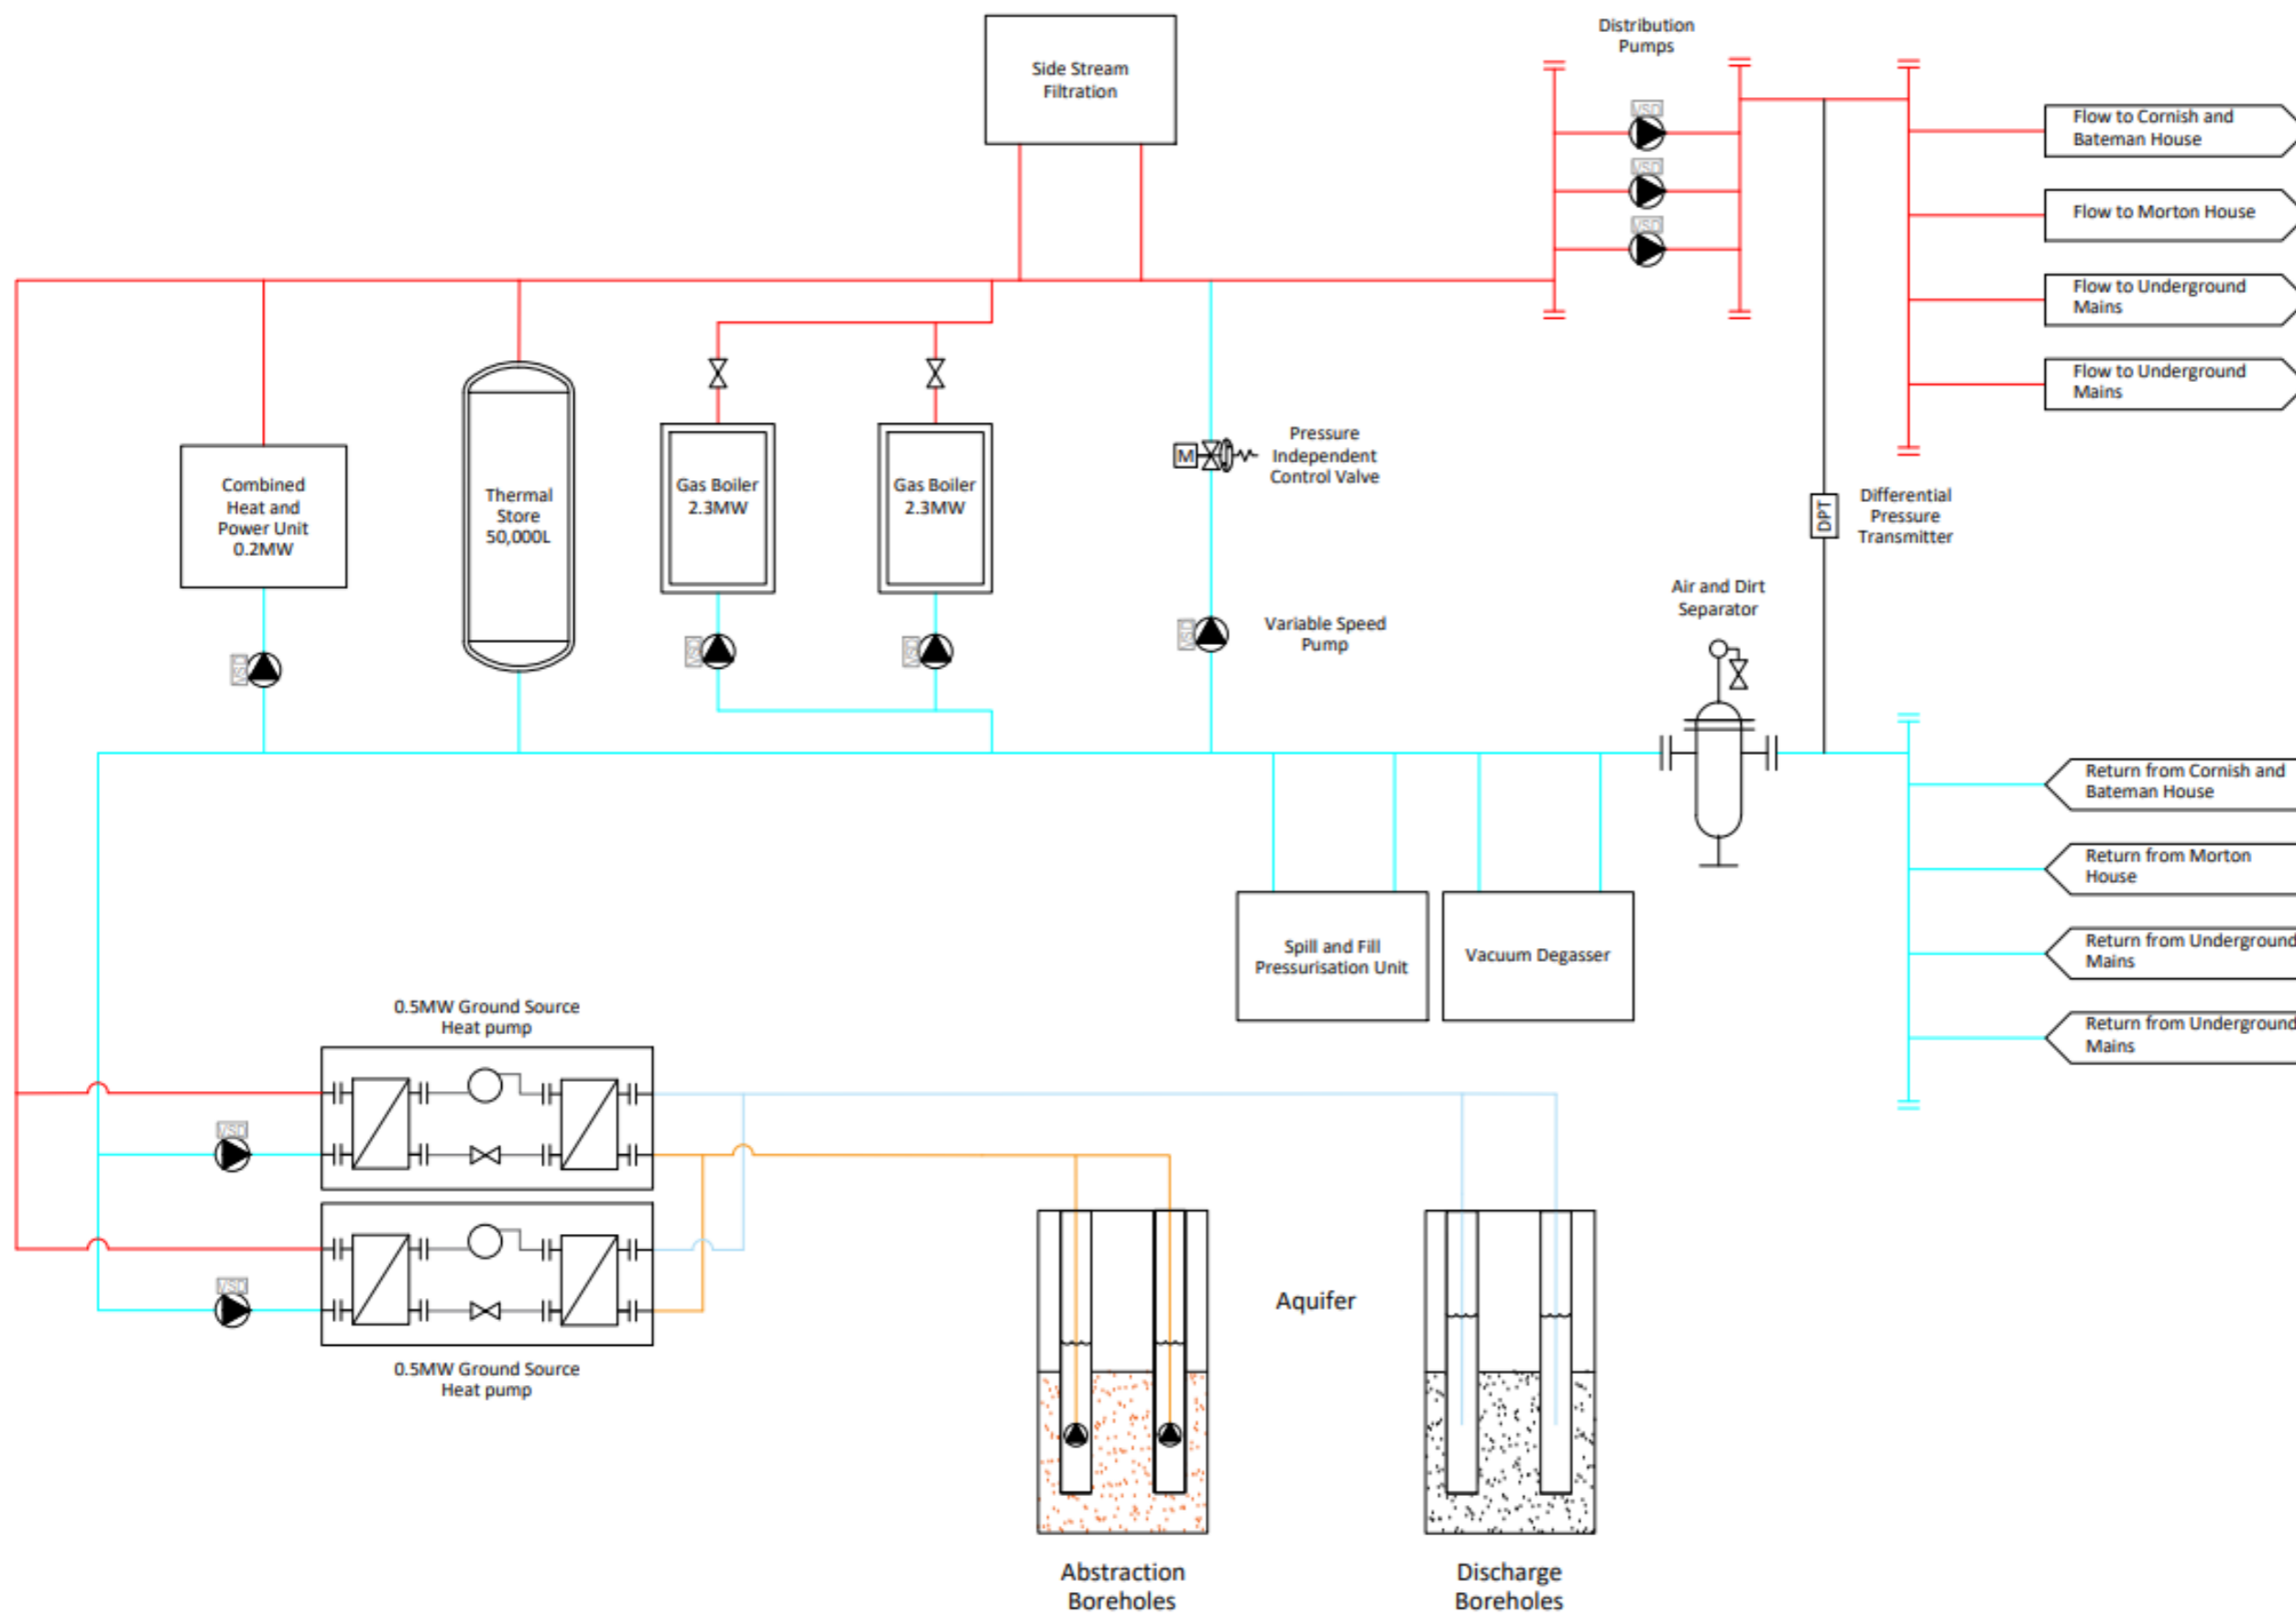 Side Stream
Filtration
Distribution
Pumps
VSD
VSD
VSD
Flow to Cornish and
Bateman House
Flow to Morton House
Flow to Underground
Mains
Flow to Underground
Mains
Combined
Heat and
Power Unit
0.2MW
Thermal
Store
50,000L
Gas Boiler
2.3MW
Gas Boiler
2.3MW
M
Pressure
Independent
Control Valve
DPT
Differential
Pressure
Transmitter
VSD
VSD
VSD
VSD
Variable Speed
Pump
Air and Dirt
Separator
Return from Cornish and
Bateman House
Return from Morton
House
Return from Underground
Mains
Return from Underground
Mains
Spill and Fill
Pressurisation Unit
Vacuum Degasser
0.5MW Ground Source
Heat pump
VSD
VSD
0.5MW Ground Source
Heat pump
Aquifer
Abstraction
Boreholes
Discharge
Boreholes